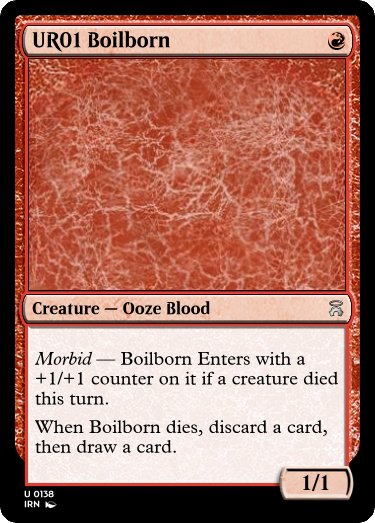 UR01 Boilborn
Creature — Ooze Blood
Morbid — Boilborn Enters with a
+1/+1 counter on it if a creature died
this turn.
When Boilborn dies, discard a card,
then draw a card.
1/1
U 0138
IRN